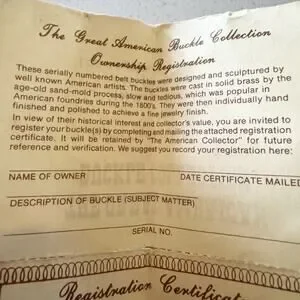 The Great American Buckle Collection
Ownership Registration
These serially numbered belt buckles were designed and sculptured by
well known American artists. The buckles were cast in solid brass by the
age-old sand-mold process, slow and tedious, which was popular in
American foundries during the 1800's. They were then individually hand
finished and polished to achieve a fine jewelry finish.
In view of their historical interest and collector's value, you are invited to
register your buckle(s) by completing and mailing the attached registration
certificate. It will be retained by "The American Collector" for future
reference and verification. We suggest you record your registration here:
NAME OF OWNER DATE CERTIFICATE MAILED
DESCRIPTION OF BUCKLE (SUBJECT MATTER)
SERIAL NO.
Registration Certificate